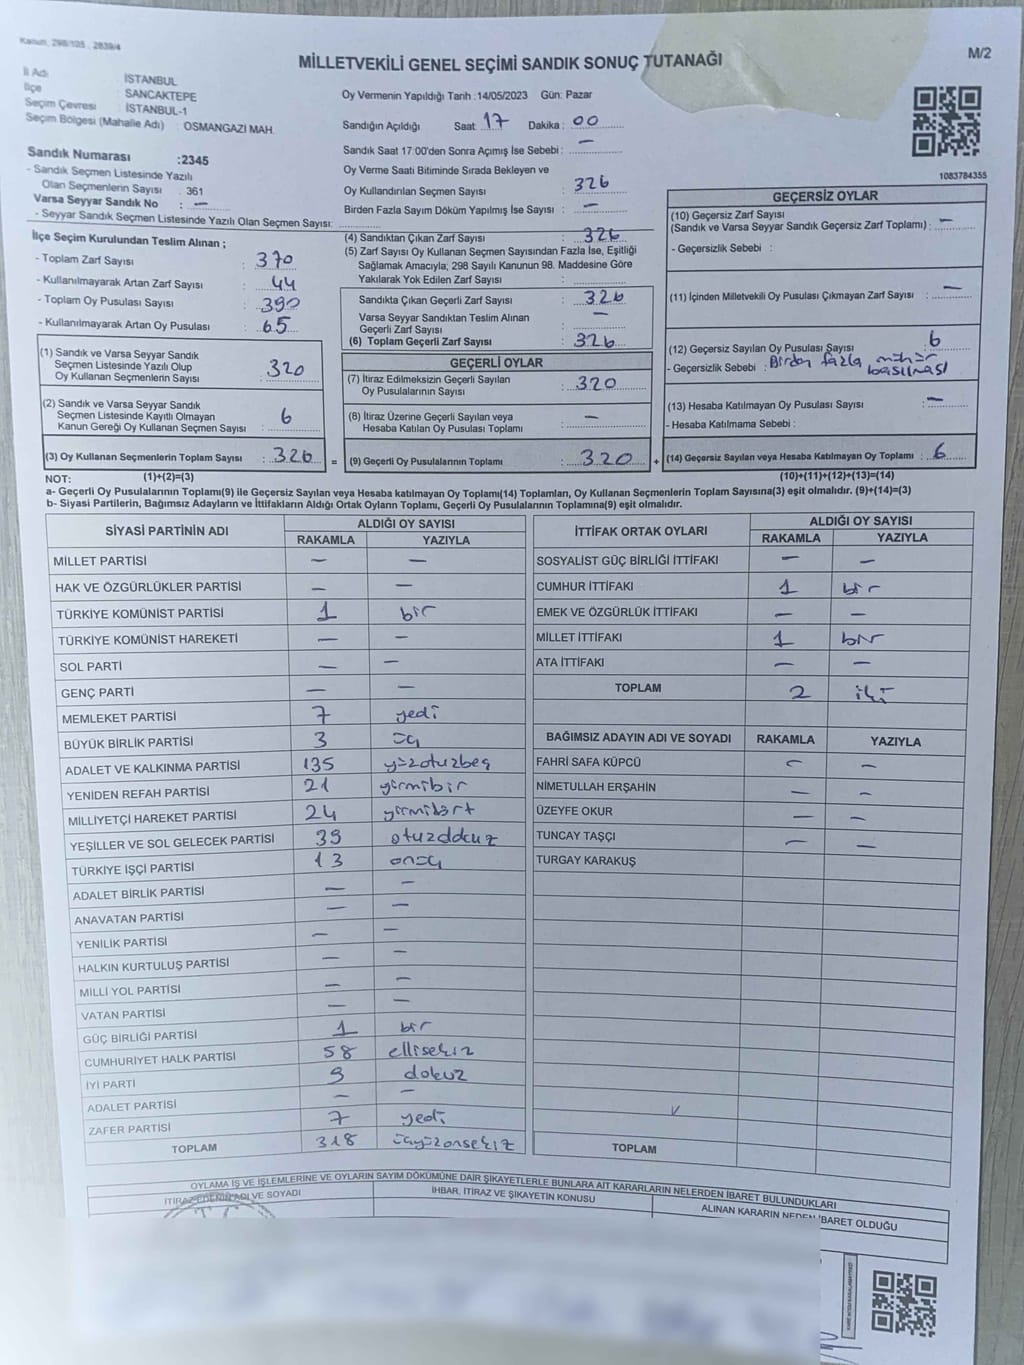 Kanun, 298/105 , 2839/4
MİLLETVEKİLİ GENEL SEÇİMİ SANDIK SONUÇ TUTANAĞI
M/2
İl Adı : İSTANBUL
İlçe : SANCAKTEPE
Seçim Çevresi : İSTANBUL-1
Seçim Bölgesi (Mahalle Adı) : OSMANGAZI MAH.
Oy Vermenin Yapıldığı Tarih :14/05/2023 Gün: Pazar
Sandığın Açıldığı Saat: 17 Dakika: 00
Sandık Saat 17:00'den Sonra Açımış İse Sebebi : —
Oy Verme Saati Bitiminde Sırada Bekleyen ve
Oy Kullandırılan Seçmen Sayısı : 326
Birden Fazla Sayım Döküm Yapılmış İse Sayısı : —
1083784355
Sandık Numarası :2345
- Sandık Seçmen Listesinde Yazılı
Olan Seçmenlerin Sayısı : 361
Varsa Seyyar Sandık No : —
- Seyyar Sandık Seçmen Listesinde Yazılı Olan Seçmen Sayısı:
İlçe Seçim Kurulundan Teslim Alınan ;
- Toplam Zarf Sayısı : 370
- Kullanılmayarak Artan Zarf Sayısı : 44
- Toplam Oy Pusulası Sayısı : 390
- Kullanılmayarak Artan Oy Pusulası : 65
(1) Sandık ve Varsa Seyyar Sandık
Seçmen Listesinde Yazılı Olup
Oy Kullanan Seçmenlerin Sayısı : 320
(2) Sandık ve Varsa Seyyar Sandık
Seçmen Listesinde Kayıtlı Olmayan
Kanun Gereği Oy Kullanan Seçmen Sayısı : 6
(3) Oy Kullanan Seçmenlerin Toplam Sayısı : 326 =
(4) Sandıktan Çıkan Zarf Sayısı : 326
(5) Zarf Sayısı Oy Kullanan Seçmen Sayısından Fazla İse, Eşitliği
Sağlamak Amacıyla; 298 Sayılı Kanunun 98. Maddesine Göre
Yakılarak Yok Edilen Zarf Sayısı :
Sandıkta Çıkan Geçerli Zarf Sayısı : 326
Varsa Seyyar Sandıktan Teslim Alınan
Geçerli Zarf Sayısı : —
(6) Toplam Geçerli Zarf Sayısı : 326
GEÇERLİ OYLAR
(7) İtiraz Edilmeksizin Geçerli Sayılan
Oy Pusulalarının Sayısı : 320
(8) İtiraz Üzerine Geçerli Sayılan veya
Hesaba Katılan Oy Pusulası Toplamı : —
(9) Geçerli Oy Pusulalarının Toplamı : 320 +
GEÇERSİZ OYLAR
(10) Geçersiz Zarf Sayısı
(Sandık ve Varsa Seyyar Sandık Geçersiz Zarf Toplamı) : —
- Geçersizlik Sebebi :
(11) İçinden Milletvekili Oy Pusulası Çıkmayan Zarf Sayısı : —
(12) Geçersiz Sayılan Oy Pusulası Sayısı : 6
- Geçersizlik Sebebi : Birden fazla mühür basılması
(13) Hesaba Katılmayan Oy Pusulası Sayısı : —
- Hesaba Katılmama Sebebi :
(14) Geçersiz Sayılan veya Hesaba Katılmayan Oy Toplamı : 6
NOT: (1)+(2)=(3) (10)+(11)+(12)+(13)=(14)
a- Geçerli Oy Pusulalarının Toplamı(9) ile Geçersiz Sayılan veya Hesaba katılmayan Oy Toplamı(14) Toplamları, Oy Kullanan Seçmenlerin Toplam Sayısına(3) eşit olmalıdır. (9)+(14)=(3)
b- Siyasi Partilerin, Bağımsız Adayların ve İttifakların Aldığı Ortak Oyların Toplamı, Geçerli Oy Pusulalarının Toplamına(9) eşit olmalıdır.
SİYASİ PARTİNİN ADI ALDIĞI OY SAYISI
RAKAMLA YAZIYLA
MİLLET PARTİSİ — —
HAK VE ÖZGÜRLÜKLER PARTİSİ — —
TÜRKİYE KOMÜNİST PARTİSİ 1 bir
TÜRKİYE KOMÜNİST HAREKETİ — —
SOL PARTİ — —
GENÇ PARTİ — —
MEMLEKET PARTİSİ 7 yedi
BÜYÜK BİRLİK PARTİSİ 3 üç
ADALET VE KALKINMA PARTİSİ 135 yüzotuzbeş
YENİDEN REFAH PARTİSİ 21 yirmibir
MİLLİYETÇİ HAREKET PARTİSİ 24 yirmidört
YEŞİLLER VE SOL GELECEK PARTİSİ 39 otuzdokuz
TÜRKİYE İŞÇİ PARTİSİ 13 onüç
ADALET BİRLİK PARTİSİ — —
ANAVATAN PARTİSİ — —
YENİLİK PARTİSİ — —
HALKIN KURTULUŞ PARTİSİ — —
MİLLİ YOL PARTİSİ — —
VATAN PARTİSİ — —
GÜÇ BİRLİĞİ PARTİSİ 1 bir
CUMHURİYET HALK PARTİSİ 58 ellisekiz
İYİ PARTİ 9 dokuz
ADALET PARTİSİ — —
ZAFER PARTİSİ 7 yedi
TOPLAM 318 üçyüzonsekiz
İTTİFAK ORTAK OYLARI ALDIĞI OY SAYISI
RAKAMLA YAZIYLA
SOSYALİST GÜÇ BİRLİĞİ İTTİFAKI — —
CUMHUR İTTİFAKI 1 bir
EMEK VE ÖZGÜRLÜK İTTİFAKI — —
MİLLET İTTİFAKI 1 bir
ATA İTTİFAKI — —
TOPLAM 2 iki
BAĞIMSIZ ADAYIN ADI VE SOYADI RAKAMLA YAZIYLA
FAHRİ SAFA KÜPCÜ — —
NİMETULLAH ERŞAHİN — —
ÜZEYFE OKUR — —
TUNCAY TAŞÇI — —
TURGAY KARAKUŞ
TOPLAM
OYLAMA İŞ VE İŞLEMLERİNE VE OYLARIN SAYIM DÖKÜMÜNE DAİR ŞİKAYETLERLE BUNLARA AİT KARARLARIN NELERDEN İBARET BULUNDUKLARI
İTİRAZ EDENİN ADI VE SOYADI İHBAR, İTİRAZ VE ŞİKAYETİN KONUSU ALINAN KARARIN NEDEN İBARET OLDUĞU